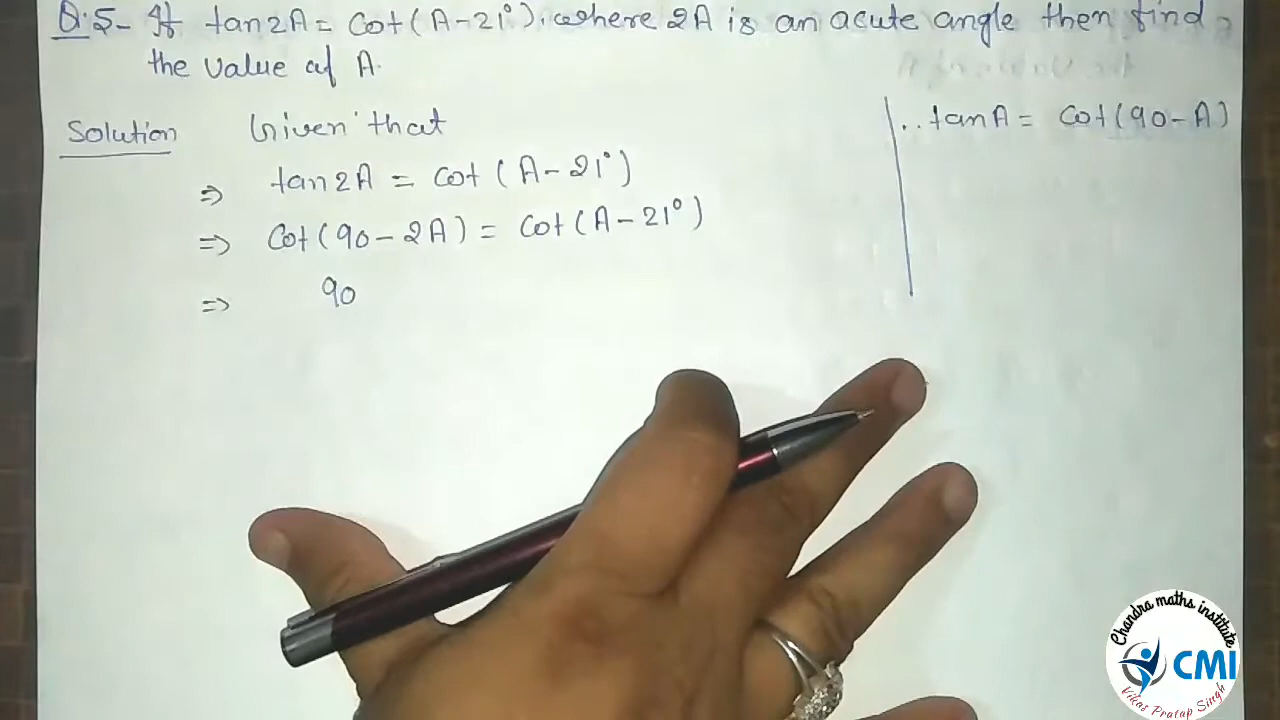 Q.5- If tan2A = Cot(A-21°), where 2A is an acute angle then find
the value of A.
Solution Given that
∴ tanA = Cot(90-A)
⇒ tan2A = Cot(A-21°)
⇒ Cot(90-2A) = Cot(A-21°)
⇒ 90
Chandra maths institute
CMI
Vikas Pratap Singh